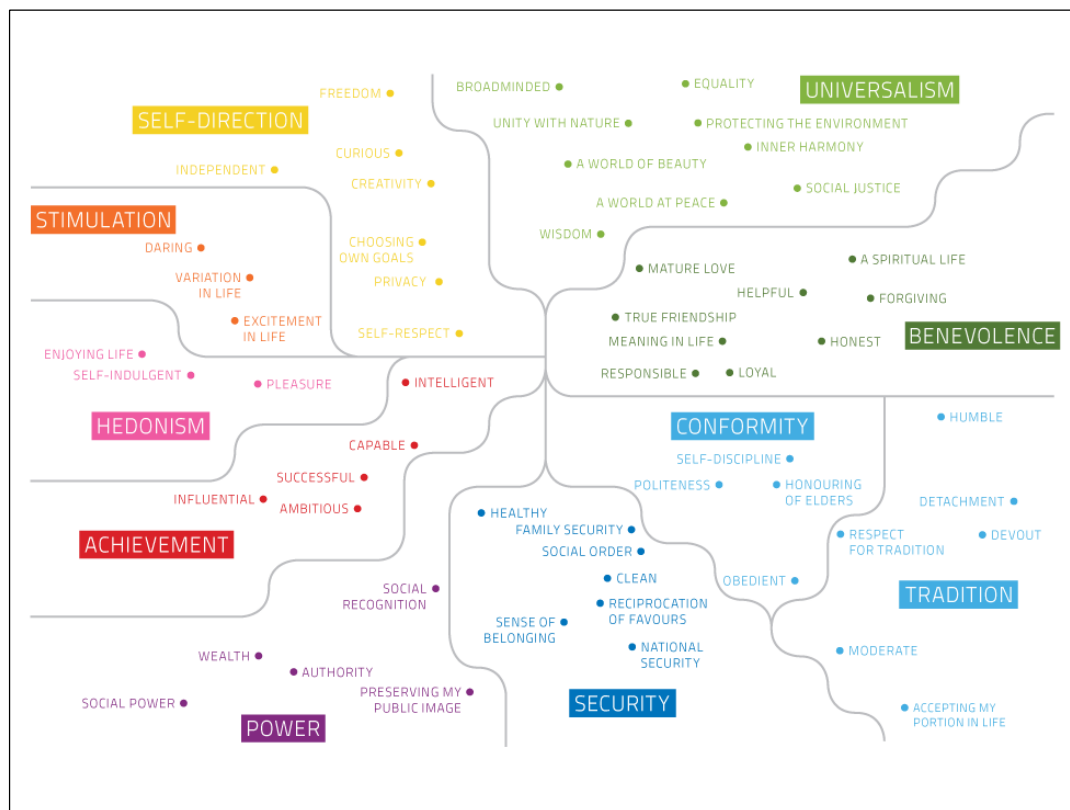 BROADMINDED
EQUALITY
UNIVERSALISM
FREEDOM
SELF-DIRECTION
UNITY WITH NATURE
PROTECTING THE ENVIRONMENT
CURIOUS
INNER HARMONY
INDEPENDENT
A WORLD OF BEAUTY
CREATIVITY
SOCIAL JUSTICE
A WORLD AT PEACE
STIMULATION
WISDOM
DARING
CHOOSING
OWN GOALS
MATURE LOVE
A SPIRITUAL LIFE
VARIATION
IN LIFE
PRIVACY
HELPFUL
FORGIVING
EXCITEMENT
IN LIFE
SELF-RESPECT
TRUE FRIENDSHIP
BENEVOLENCE
MEANING IN LIFE
HONEST
ENJOYING LIFE
SELF-INDULGENT
PLEASURE
INTELLIGENT
RESPONSIBLE
LOYAL
HEDONISM
CONFORMITY
HUMBLE
CAPABLE
SELF-DISCIPLINE
SUCCESSFUL
POLITENESS
HONOURING
OF ELDERS
INFLUENTIAL
AMBITIOUS
DETACHMENT
HEALTHY
FAMILY SECURITY
ACHIEVEMENT
SOCIAL ORDER
RESPECT
FOR TRADITION
DEVOUT
CLEAN
OBEDIENT
SOCIAL
RECOGNITION
TRADITION
RECIPROCATION
OF FAVOURS
SENSE OF
BELONGING
NATIONAL
SECURITY
MODERATE
WEALTH
AUTHORITY
PRESERVING MY
PUBLIC IMAGE
SOCIAL POWER
SECURITY
ACCEPTING MY
PORTION IN LIFE
POWER